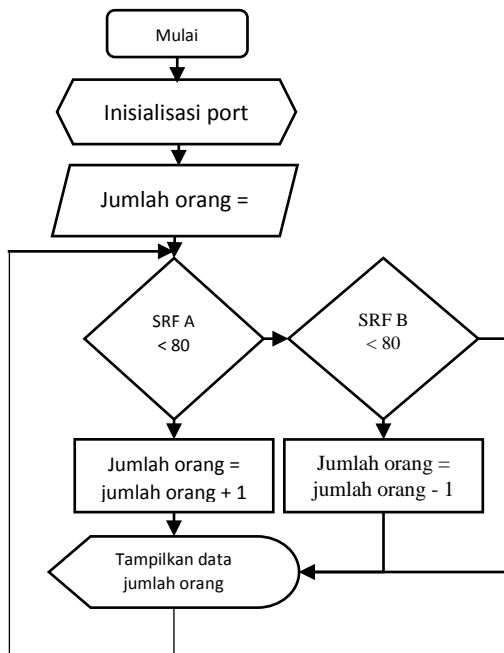 Mulai
Inisialisasi port
Jumlah orang =
SRF A
< 80
SRF B
< 80
Jumlah orang =
jumlah orang + 1
Jumlah orang =
jumlah orang - 1
Tampilkan data
jumlah orang